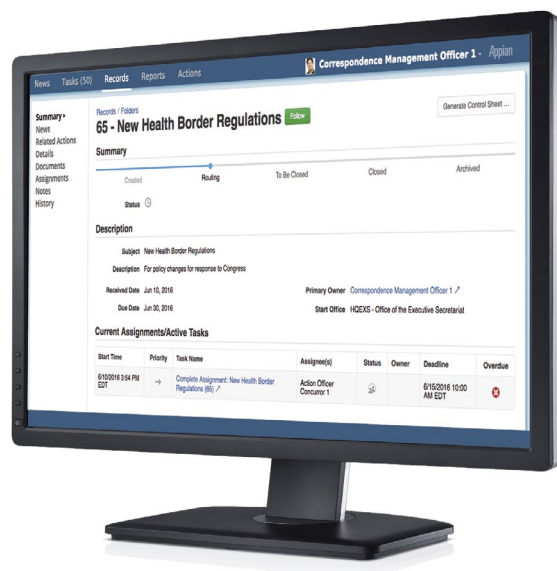 News Tasks (50) Records Reports Actions
Correspondence Management Officer 1 - Appian
Summary
News
Related Actions
Details
Documents
Assignments
Notes
History
Records / Folders
65 - New Health Border Regulations Follow
Generate Control Sheet ...
Summary
Created Routing To Be Closed Closed Archived
Status
Description
Subject New Health Border Regulations
Description For policy changes for response to Congress
Received Date Jun 10, 2016 Primary Owner Correspondence Management Officer 1
Due Date Jun 30, 2016 Start Office HQEXS - Office of the Executive Secretariat
Current Assignments/Active Tasks
Start Time Priority Task Name Assignee(s) Status Owner Deadline Overdue
6/10/2016 3:54 PM EDT Complete Assignment: New Health Border Regulations (65) Action Officer Concurror 1 6/15/2016 10:00 AM EDT